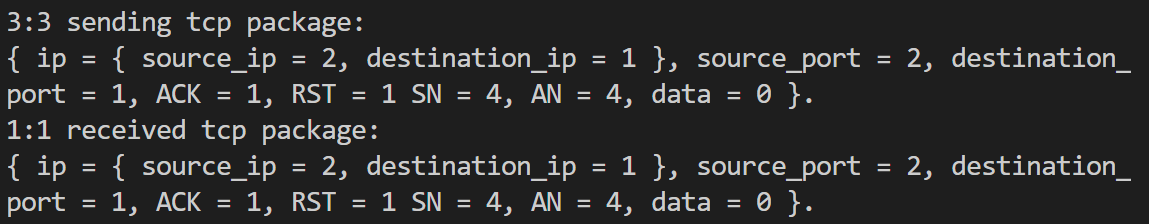 3:3 sending tcp package:
{ ip = { source_ip = 2, destination_ip = 1 }, source_port = 2, destination_
port = 1, ACK = 1, RST = 1 SN = 4, AN = 4, data = 0 }.
1:1 received tcp package:
{ ip = { source_ip = 2, destination_ip = 1 }, source_port = 2, destination_
port = 1, ACK = 1, RST = 1 SN = 4, AN = 4, data = 0 }.